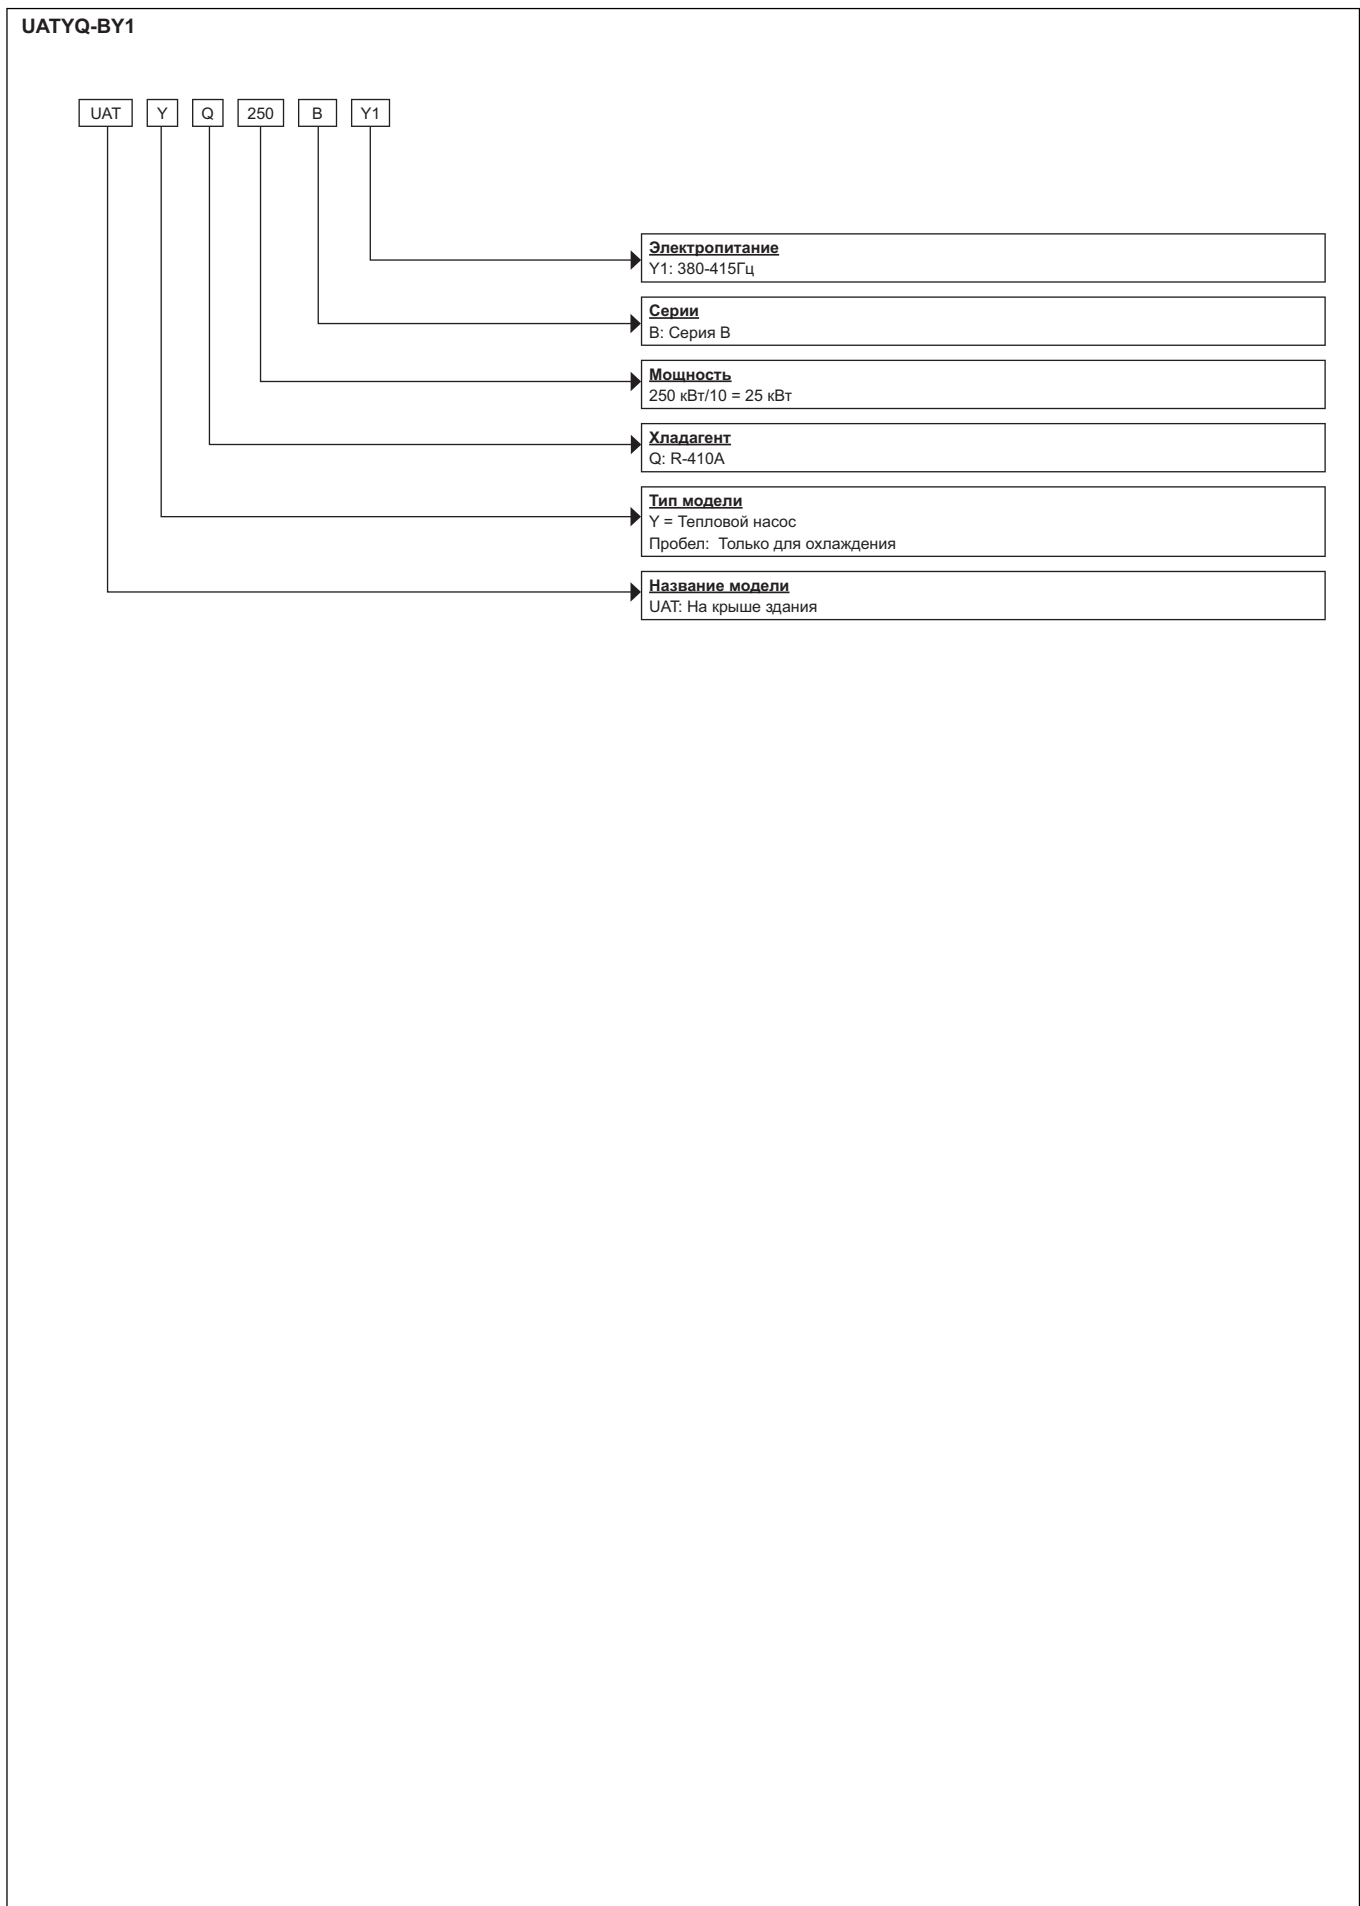 UATYQ-BY1
UAT Y Q 250 B Y1
Электропитание
Y1: 380-415Гц
Серии
B: Серия B
Мощность
250 кВт/10 = 25 кВт
Хладагент
Q: R-410A
Тип модели
Y = Тепловой насос
Пробел: Только для охлаждения
Название модели
UAT: На крыше здания